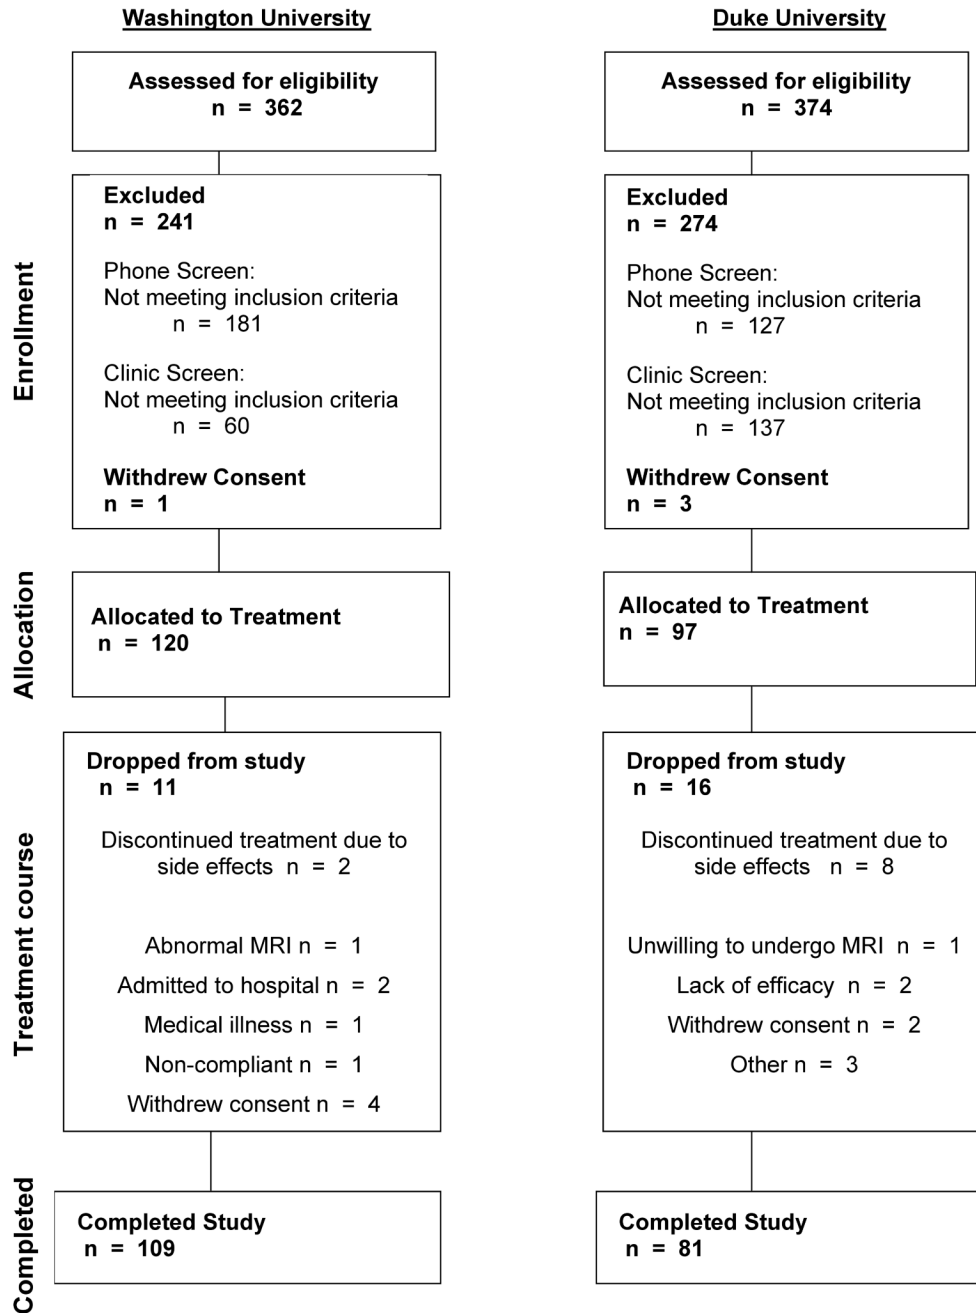 Washington University
Assessed for eligibility
n = 362
Enrollment
Excluded
n = 241
Phone Screen:
Not meeting inclusion criteria
n = 181
Clinic Screen:
Not meeting inclusion criteria
n = 60
Withdrew Consent
n = 1
Allocation
Allocated to Treatment
n = 120
Treatment course
Dropped from study
n = 11
Discontinued treatment due to
side effects n = 2
Abnormal MRI n = 1
Admitted to hospital n = 2
Medical illness n = 1
Non-compliant n = 1
Withdrew consent n = 4
Completed
Completed Study
n = 109
Duke University
Assessed for eligibility
n = 374
Excluded
n = 274
Phone Screen:
Not meeting inclusion criteria
n = 127
Clinic Screen:
Not meeting inclusion criteria
n = 137
Withdrew Consent
n = 3
Allocated to Treatment
n = 97
Dropped from study
n = 16
Discontinued treatment due to
side effects n = 8
Unwilling to undergo MRI n = 1
Lack of efficacy n = 2
Withdrew consent n = 2
Other n = 3
Completed Study
n = 81